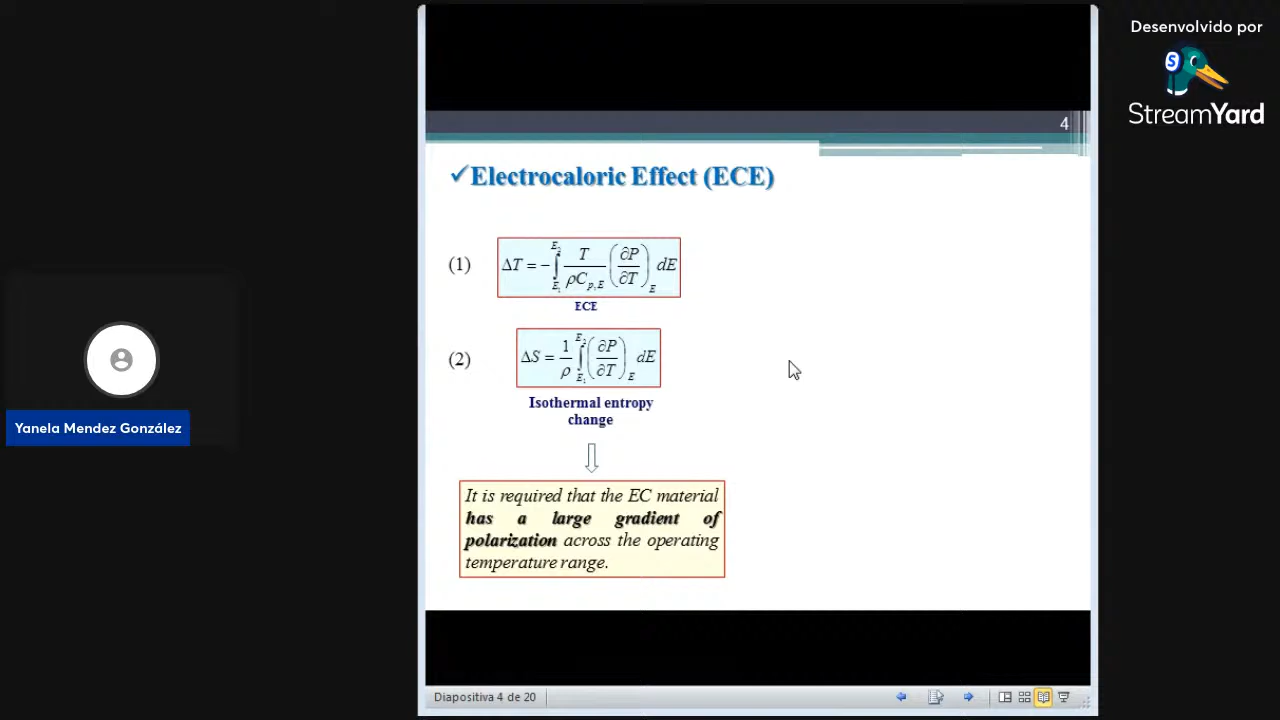 Desenvolvido por
StreamYard
4
✓Electrocaloric Effect (ECE)
(1) ΔT = −∫_{E₁}^{E₂} T/(ρC_{p,E}) (∂P/∂T)_E dE
ECE
(2) ΔS = 1/ρ ∫_{E₁}^{E₂} (∂P/∂T)_E dE
Isothermal entropy
change
It is required that the EC material
has a large gradient of
polarization across the operating
temperature range.
Yanela Mendez González
Diapositiva 4 de 20